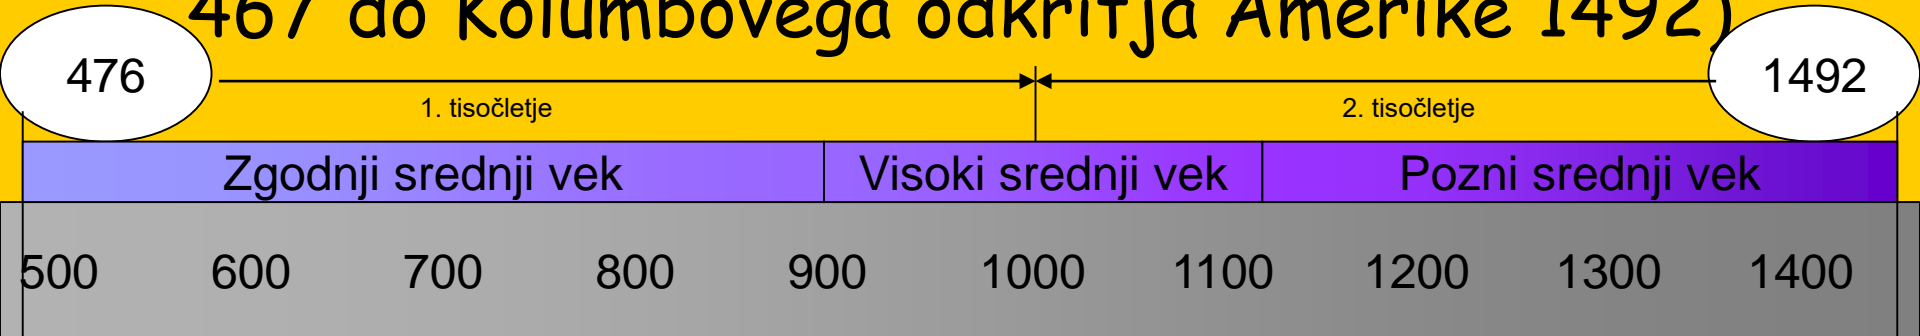 467 do Kolumbovega odkritja Amerike 1492)
476
1492
1. tisočletje
2. tisočletje
Zgodnji srednji vek
Visoki srednji vek
Pozni srednji vek
500 600 700 800 900 1000 1100 1200 1300 1400